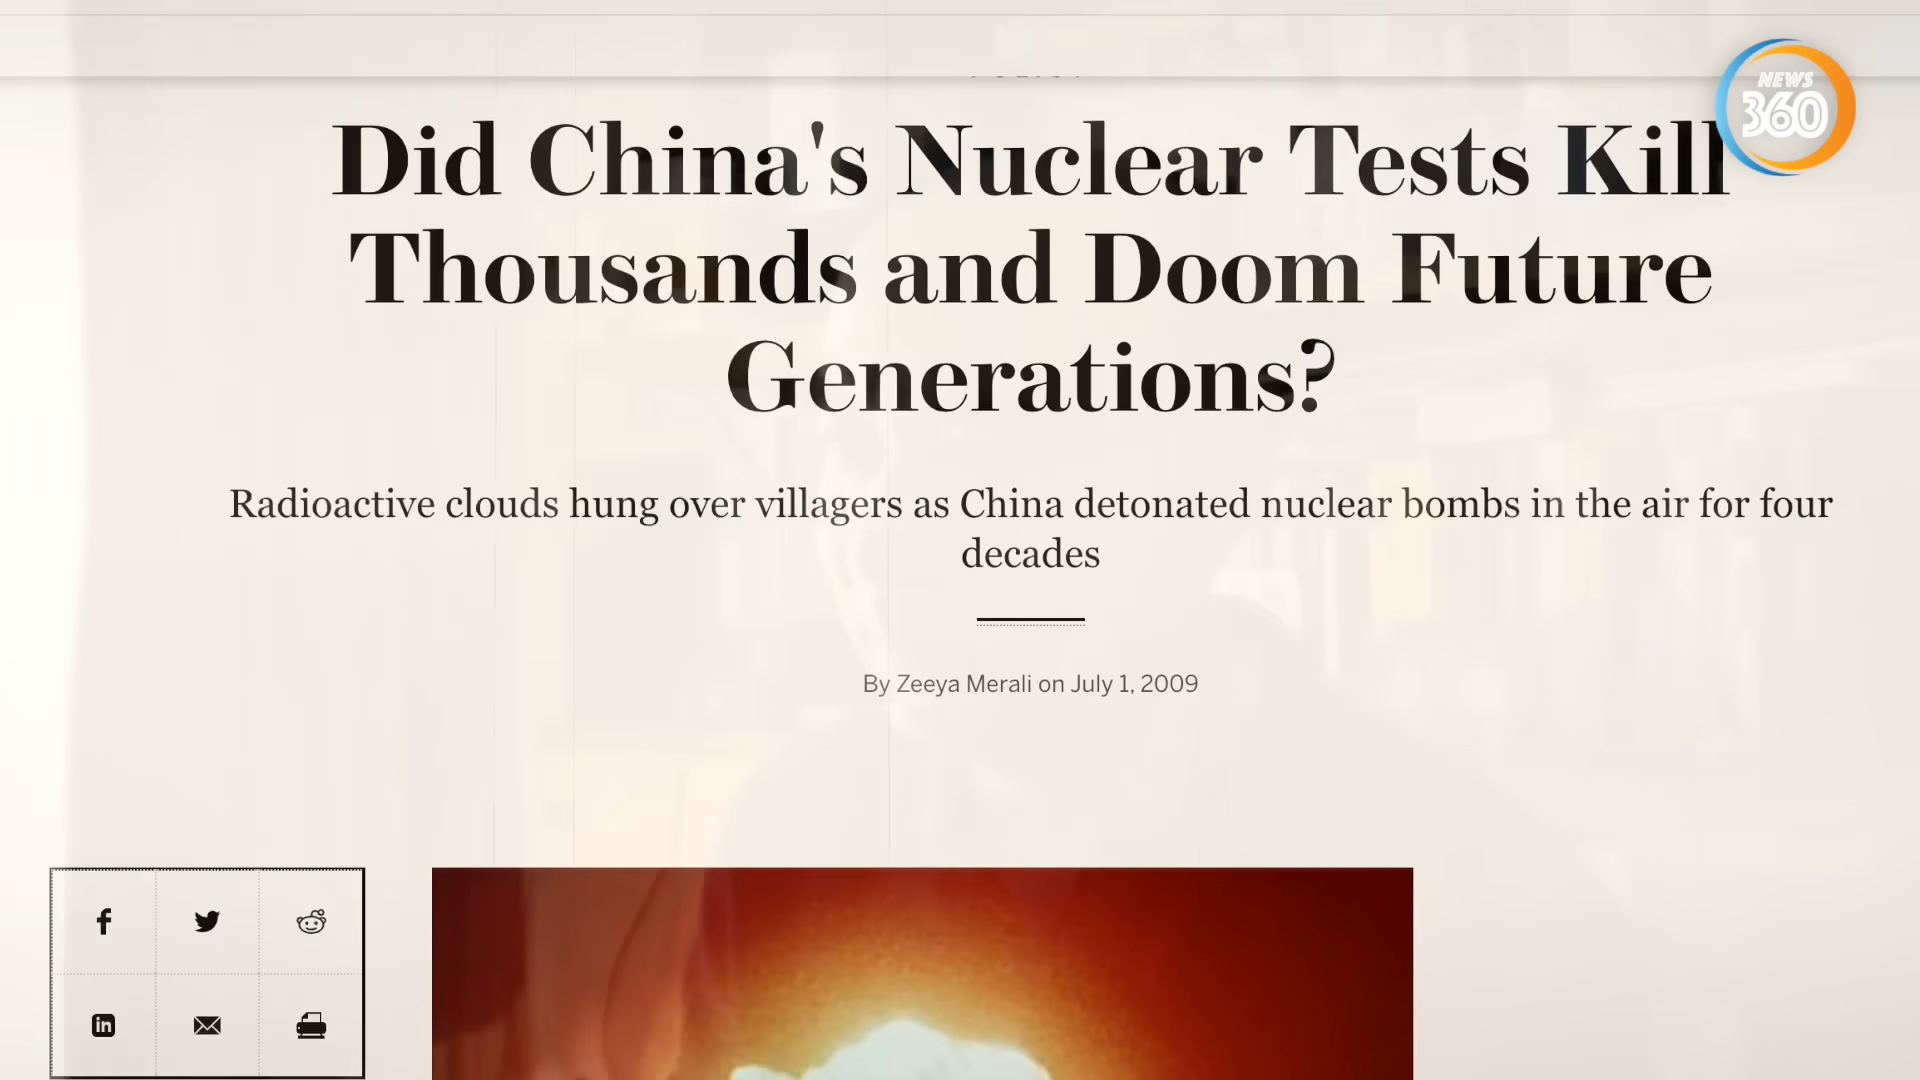 NEWS
360
Did China's Nuclear Tests Kill
Thousands and Doom Future
Generations?
Radioactive clouds hung over villagers as China detonated nuclear bombs in the air for four
decades
By Zeeya Merali on July 1, 2009